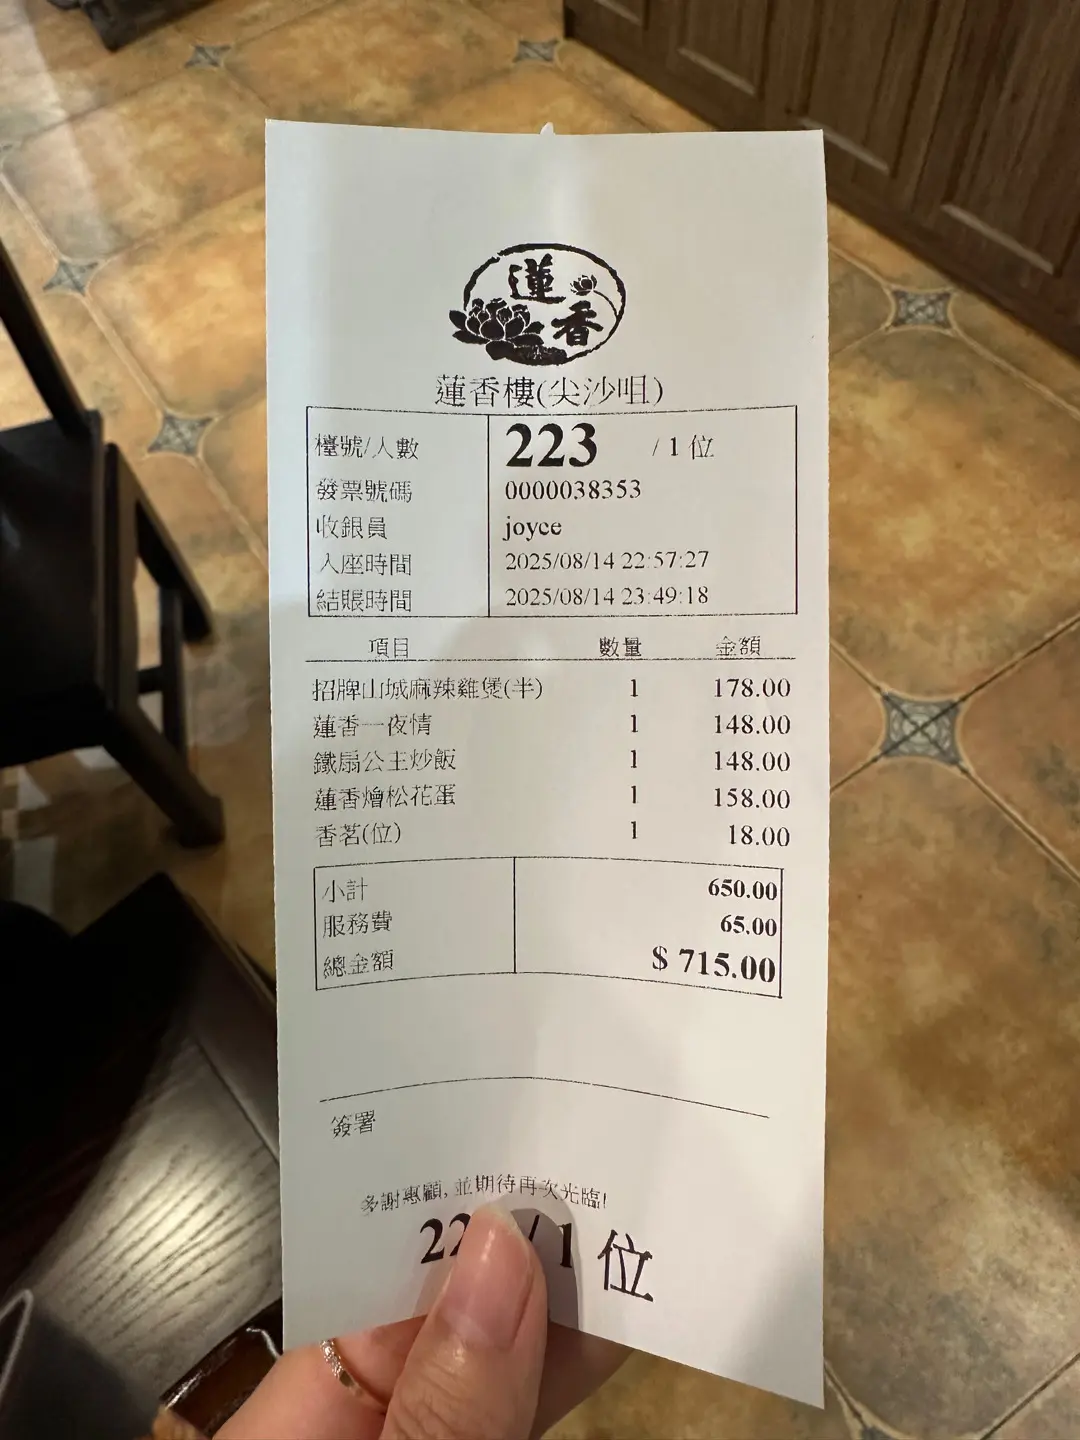 蓮香
蓮香樓(尖沙咀)
檯號/人數 223 / 1 位
發票號碼 0000038353
收銀員 joyce
入座時間 2025/08/14 22:57:27
結賬時間 2025/08/14 23:49:18
項目 數量 金額
招牌山城麻辣雞煲(半) 1 178.00
蓮香一夜情 1 148.00
鐵扇公主炒飯 1 148.00
蓮香燴松花蛋 1 158.00
香茗(位) 1 18.00
小計 650.00
服務費 65.00
總金額 $ 715.00
簽署
多謝惠顧, 並期待再次光臨!
/ 1 位